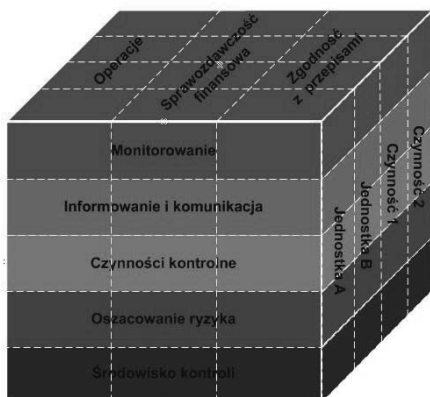 Operacje
Sprawozdawczość
finansowa
Zgodność
z przepisami
Monitorowanie
Informowanie i komunikacja
Czynności kontrolne
Oszacowanie ryzyka
Środowisko kontroli
Jednostka A
Jednostka B
Czynność 1
Czynność 2